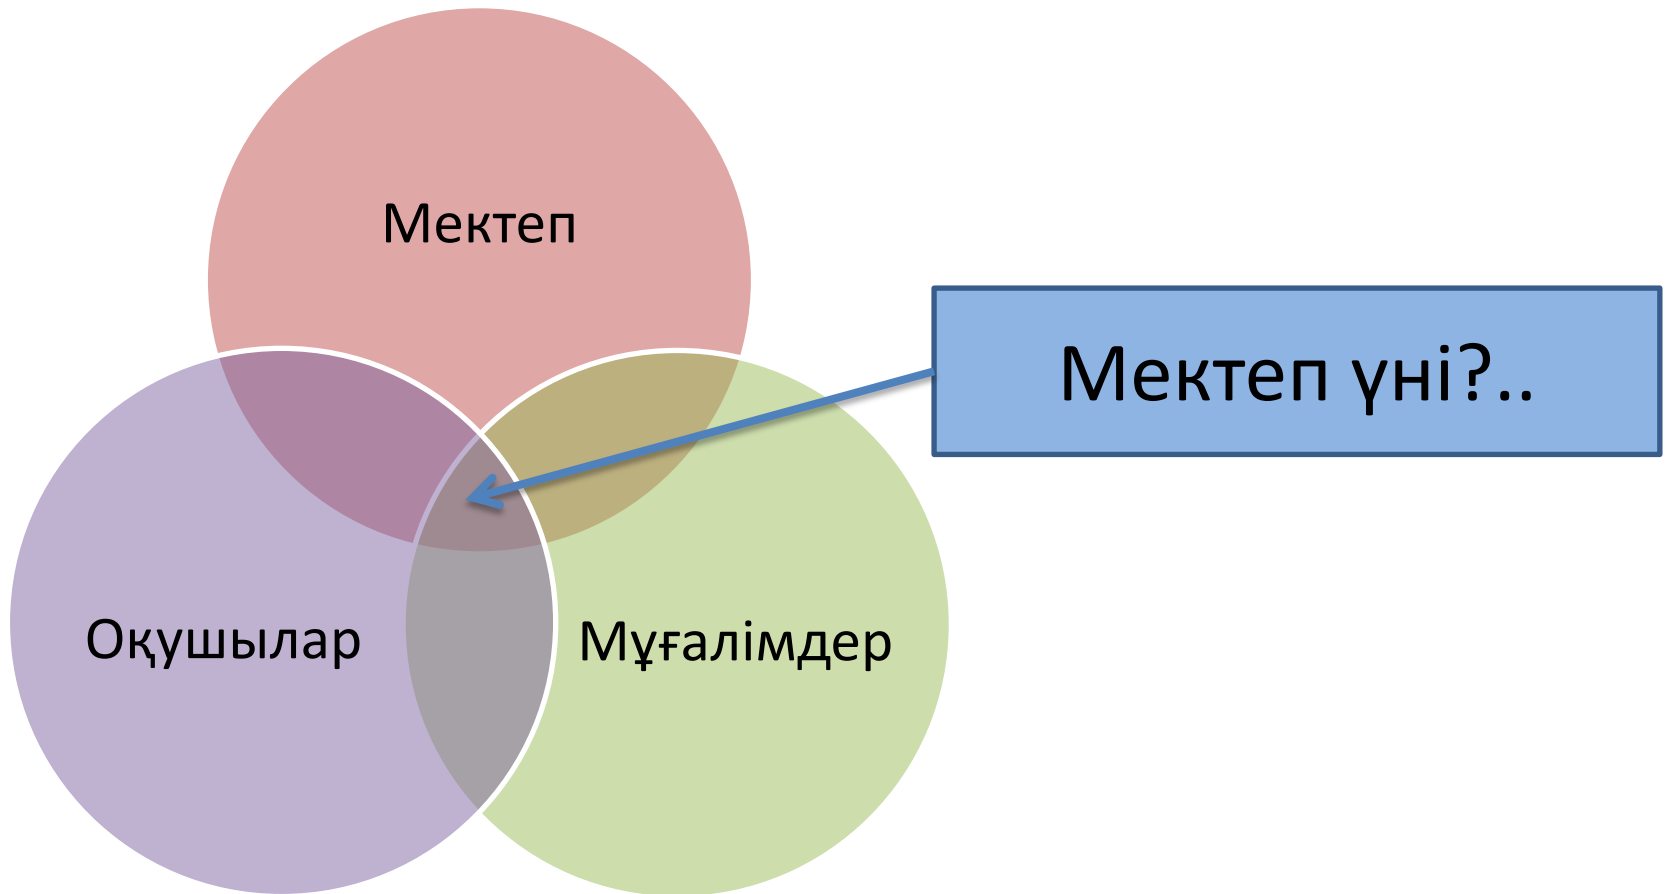 Мектеп
Мектеп үні?..
Оқушылар
Мұғалімдер